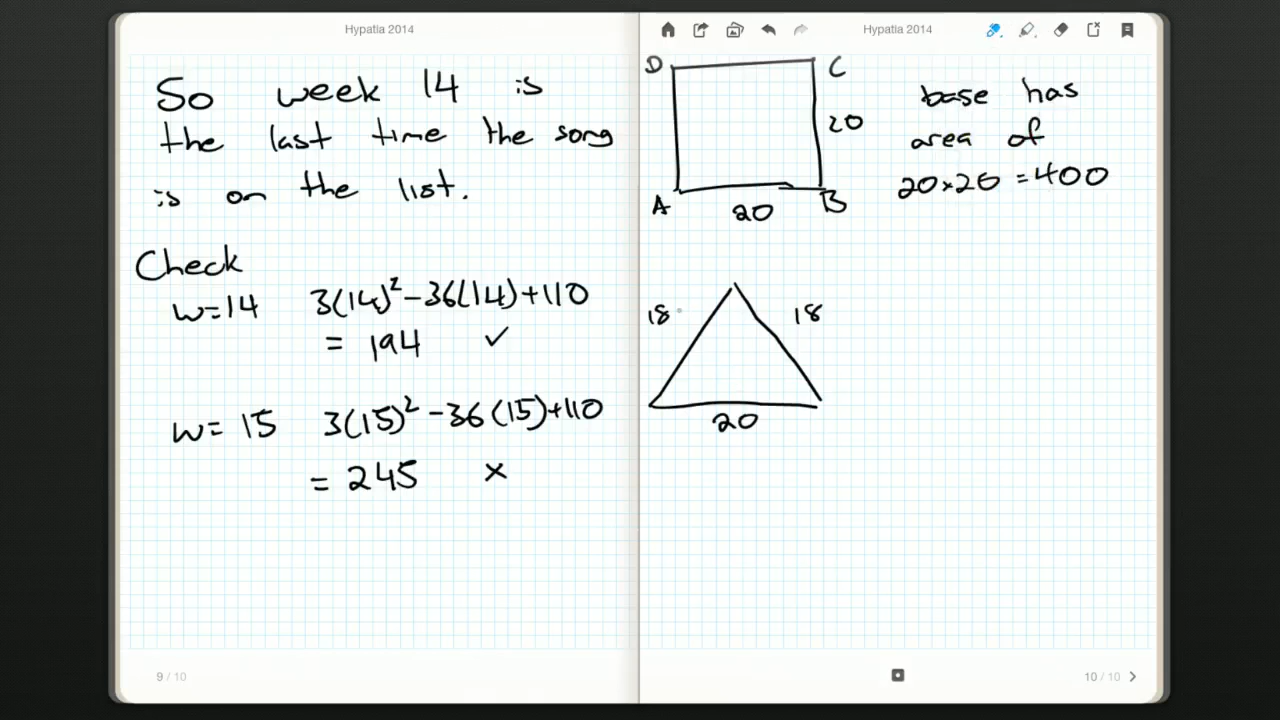 Hypatia 2014
So week 14 is
the last time the song
is on the list.
Check
w=14 3(14)²-36(14)+110
= 194 ✓
w= 15 3(15)²-36(15)+110
= 245 ×
9 / 10
Hypatia 2014
D C
20
A 20 B
base has
area of
20×20 =400
18 18
20
10 / 10